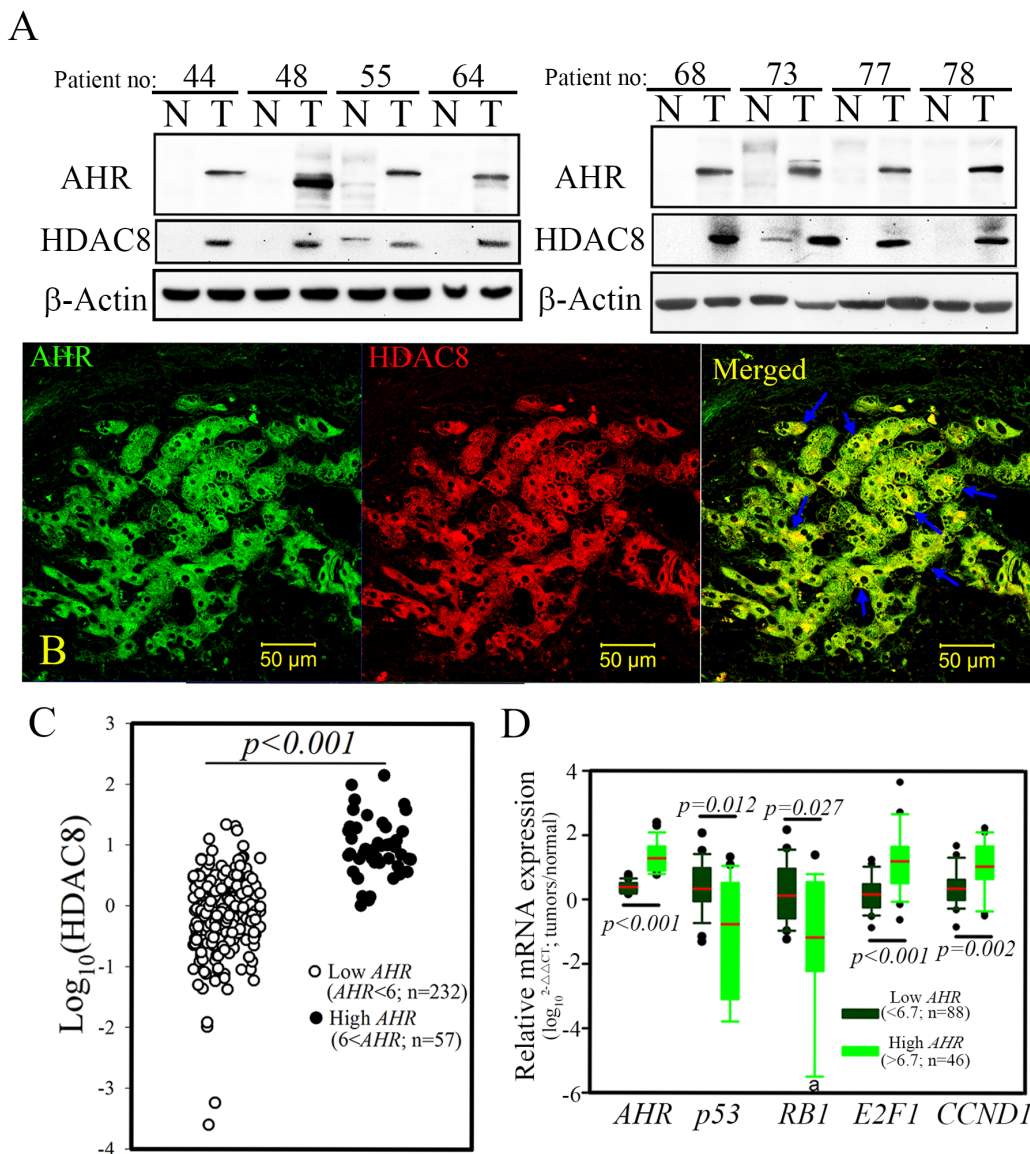 A
Patient no: 44 48 55 64
N T N T N T N T
AHR
HDAC8
β-Actin
Patient no: 68 73 77 78
N T N T N T N T
AHR
HDAC8
β-Actin
AHR
HDAC8
Merged
B
50 µm
50 µm
50 µm
C
Log10(HDAC8)
3
2
1
0
-1
-2
-3
-4
p<0.001
Low AHR
(AHR<6; n=232)
High AHR
(6<AHR; n=57)
D
Relative mRNA expression
(log10 2-△△CT; tumors/normal)
4
2
0
-2
-4
-6
p=0.012
p=0.027
p<0.001
p<0.001
p=0.002
Low AHR
(<6.7; n=88)
High AHR
(>6.7; n=46)
a
AHR p53 RB1 E2F1 CCND1